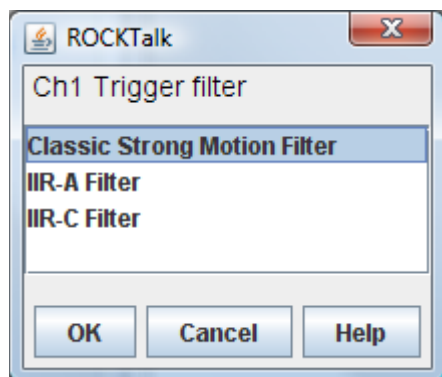 ROCKTalk
Ch1 Trigger filter
Classic Strong Motion Filter
IIR-A Filter
IIR-C Filter
OK Cancel Help